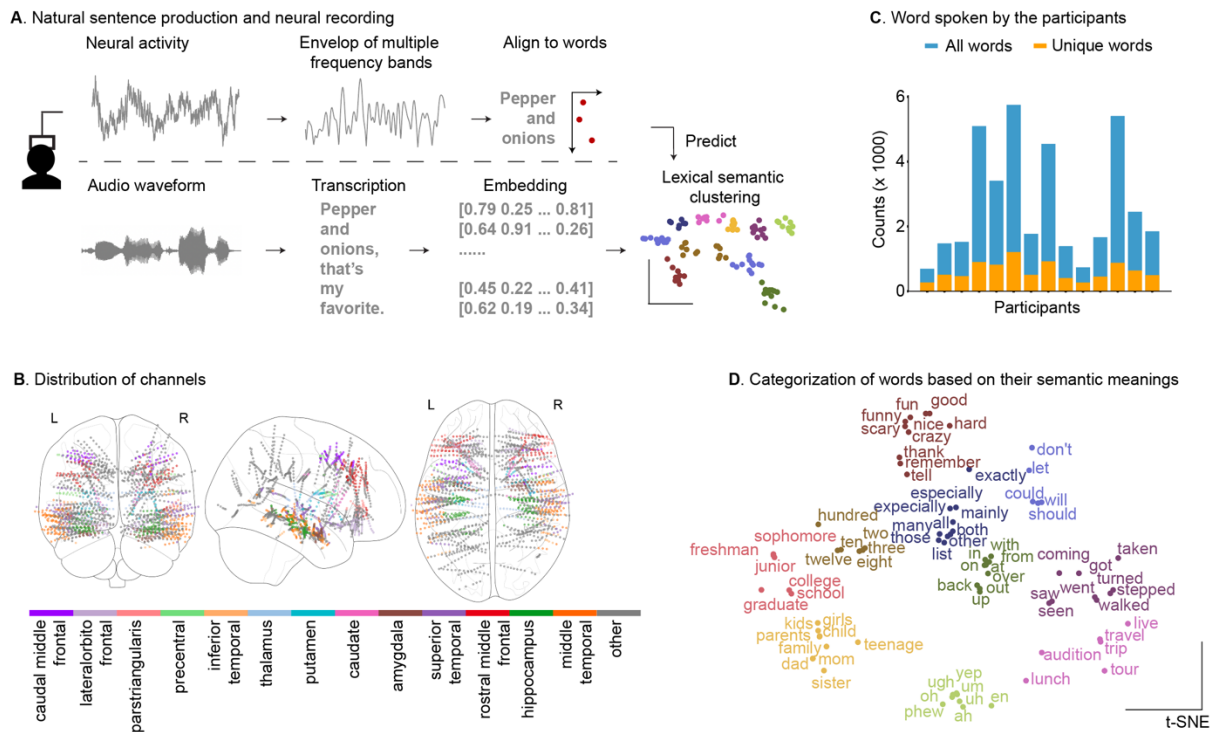 A. Natural sentence production and neural recording
Neural activity
Envelop of multiple
frequency bands
Align to words
Pepper
and
onions
Predict
Audio waveform
Transcription
Embedding
Lexical semantic
clustering
Pepper
and
onions,
that's
my
favorite.
[0.79 0.25 ... 0.81]
[0.64 0.91 ... 0.26]
......
[0.45 0.22 ... 0.41]
[0.62 0.19 ... 0.34]
C. Word spoken by the participants
All words
Unique words
Counts (x 1000)
6
4
2
0
Participants
B. Distribution of channels
L
R
L
R
caudal middle
frontal
lateralorbito
frontal
parstriangularis
precentral
inferior
temporal
thalamus
putamen
caudate
amygdala
superior
temporal
rostral middle
frontal
hippocampus
middle
temporal
other
D. Categorization of words based on their semantic meanings
fun
good
funny
nice
hard
scary
crazy
thank
remember
tell
exactly
don't
let
could
will
should
especially
expecially
mainly
many
all
both
those
other
list
hundred
two
ten
three
twelve
eight
sophomore
freshman
junior
college
school
graduate
with
in
from
on
at
over
back
out
up
coming
taken
got
turned
went
stepped
saw
walked
seen
live
travel
trip
audition
tour
lunch
kids
girls
parents
child
family
teenage
dad
mom
sister
yep
ugh
um
oh
uh
en
phew
ah
t-SNE